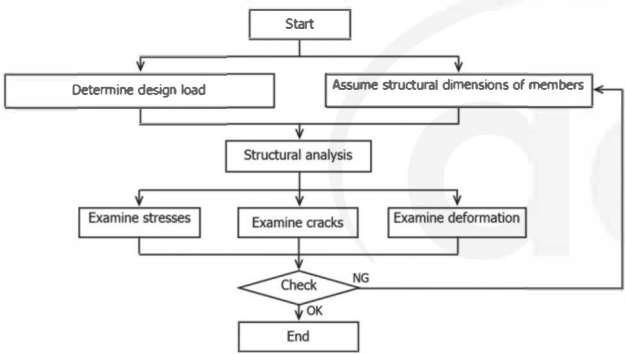 Start
Determine design load
Assume structural dimensions of members
Structural analysis
Examine stresses
Examine cracks
Examine deformation
Check
NG
OK
End